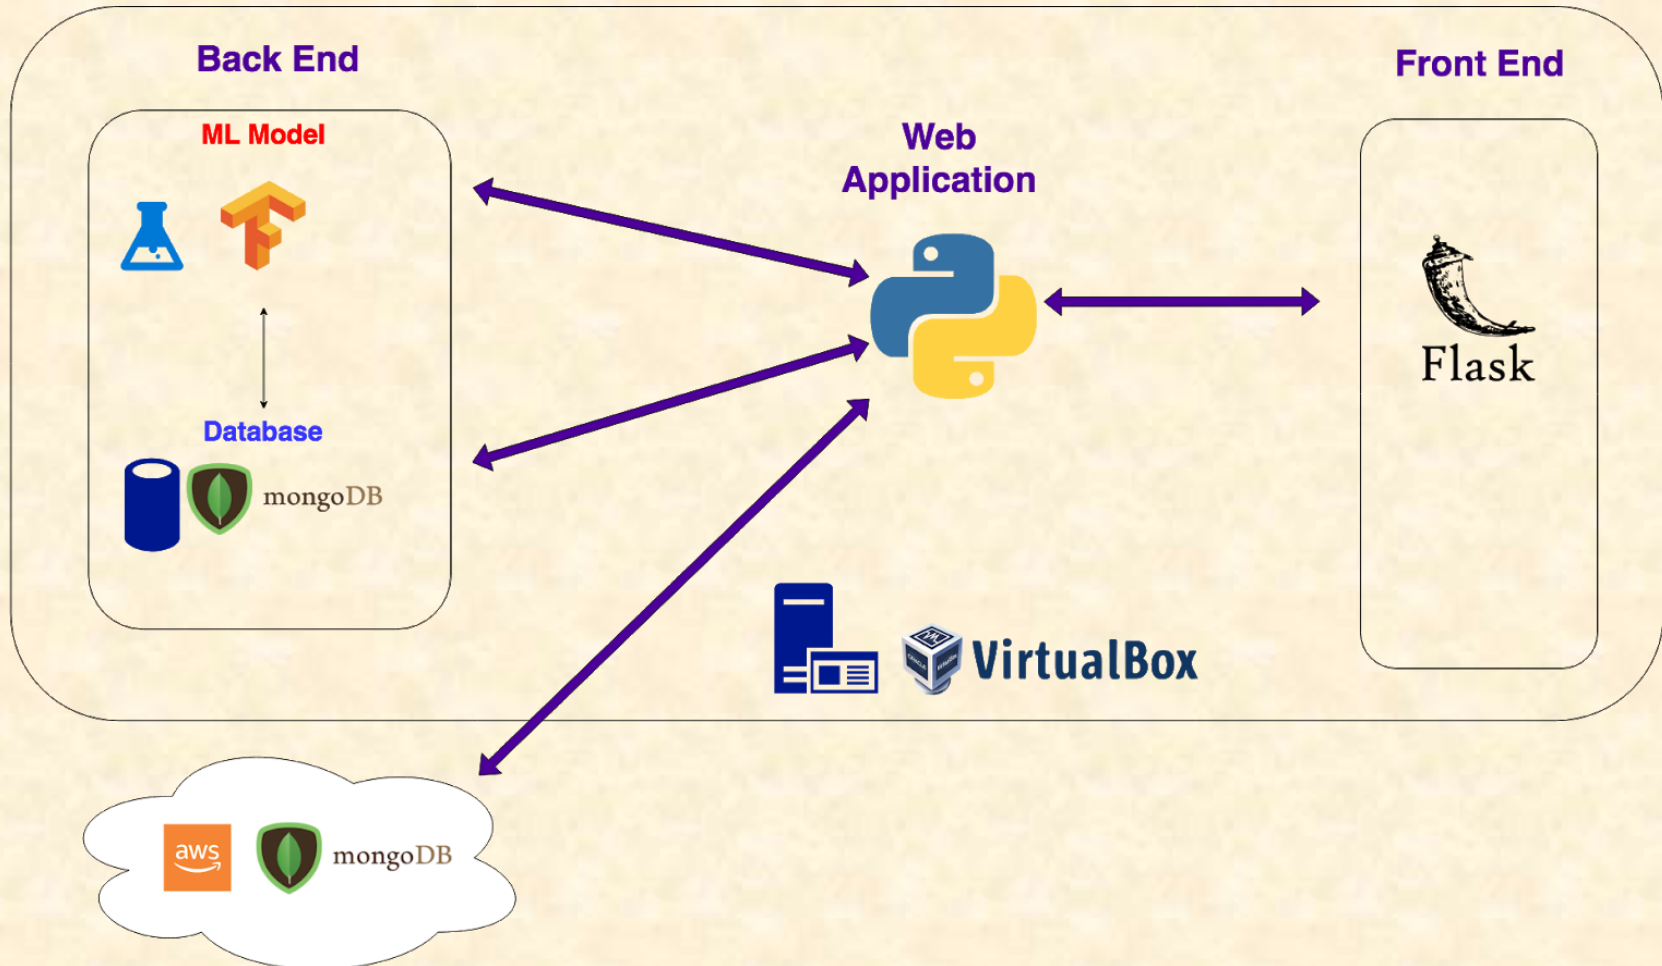 Back End
Front End
ML Model
Web
Application
Flask
Database
mongoDB
VirtualBox
aws
mongoDB